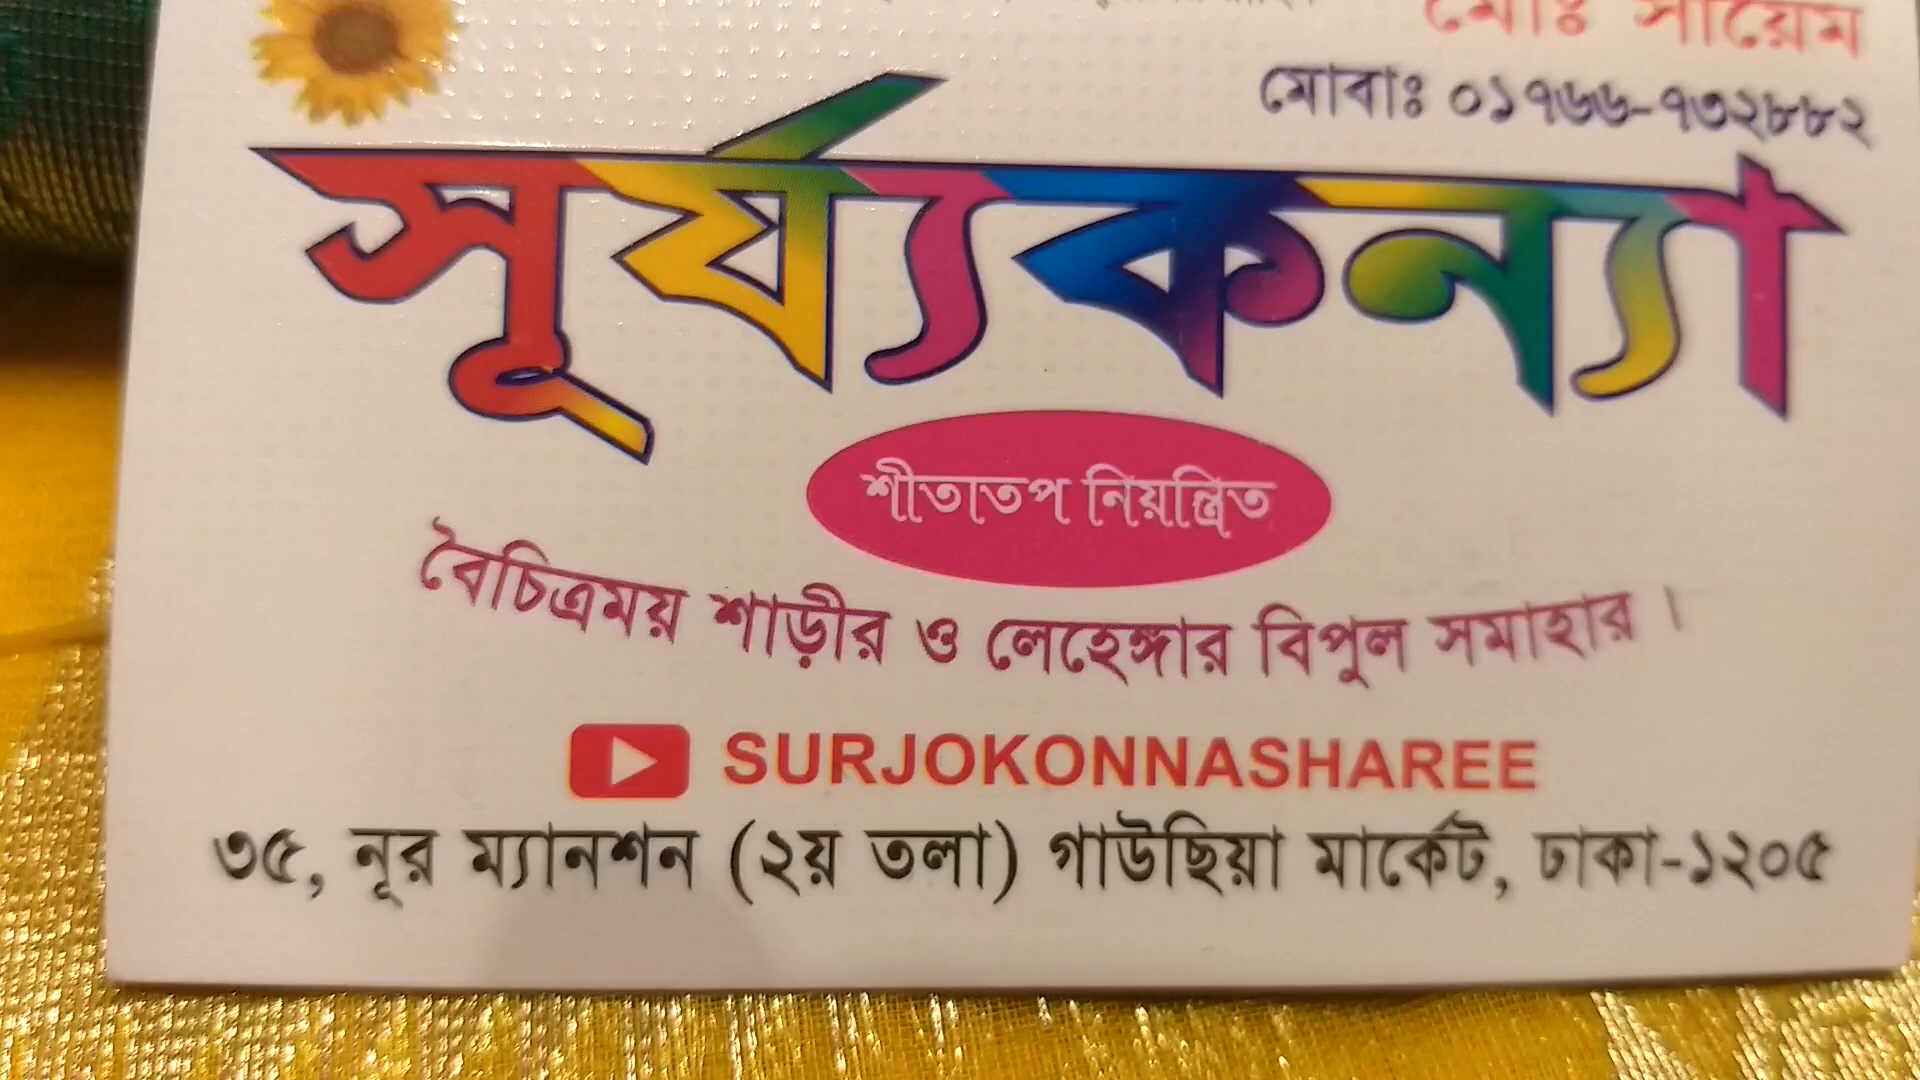 মোঃ সায়েম
মোবাঃ ০১৭৬৬-৭৩২৮৮২
সূর্য্যকন্যা
শীতাতপ নিয়ন্ত্রিত
বৈচিত্রময় শাড়ীর ও লেহেঙ্গার বিপুল সমাহার।
SURJOKONNASHAREE
৩৫, নূর ম্যানশন (২য় তলা) গাউছিয়া মার্কেট, ঢাকা-১২০৫